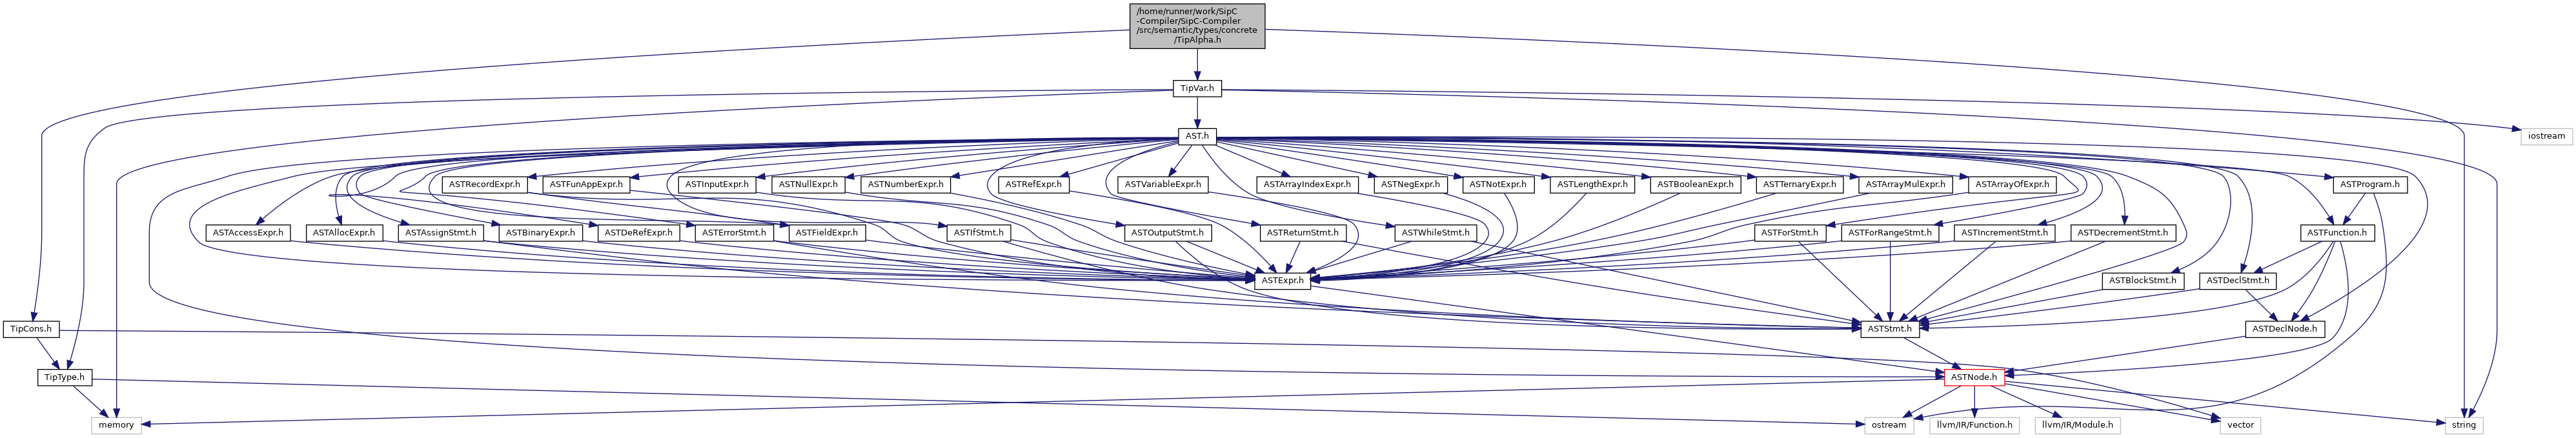 /home/runner/work/SipC
-Compiler/SipC-Compiler
/src/semantic/types/concrete
/TipAlpha.h
TipVar.h
AST.h
iostream
ASTRecordExpr.h
ASTFunAppExpr.h
ASTInputExpr.h
ASTNullExpr.h
ASTNumberExpr.h
ASTRefExpr.h
ASTVariableExpr.h
ASTArrayIndexExpr.h
ASTNegExpr.h
ASTNotExpr.h
ASTLengthExpr.h
ASTBooleanExpr.h
ASTTernaryExpr.h
ASTArrayMulExpr.h
ASTArrayOfExpr.h
ASTProgram.h
ASTAccessExpr.h
ASTAllocExpr.h
ASTAssignStmt.h
ASTBinaryExpr.h
ASTDeRefExpr.h
ASTErrorStmt.h
ASTFieldExpr.h
ASTIfStmt.h
ASTOutputStmt.h
ASTReturnStmt.h
ASTWhileStmt.h
ASTForStmt.h
ASTForRangeStmt.h
ASTIncrementStmt.h
ASTDecrementStmt.h
ASTFunction.h
ASTExpr.h
ASTBlockStmt.h
ASTDeclStmt.h
TipCons.h
ASTStmt.h
ASTDeclNode.h
TipType.h
ASTNode.h
memory
ostream
llvm/IR/Function.h
llvm/IR/Module.h
vector
string